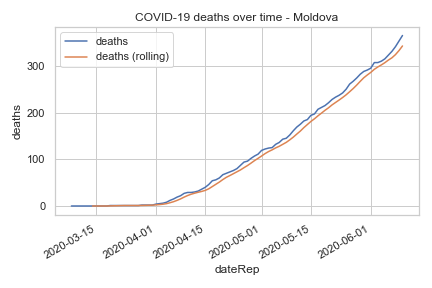 COVID-19 deaths over time - Moldova
deaths
deaths (rolling)
300
200
100
0
deaths
2020-03-15
2020-04-01
2020-04-15
2020-05-01
2020-05-15
2020-06-01
dateRep